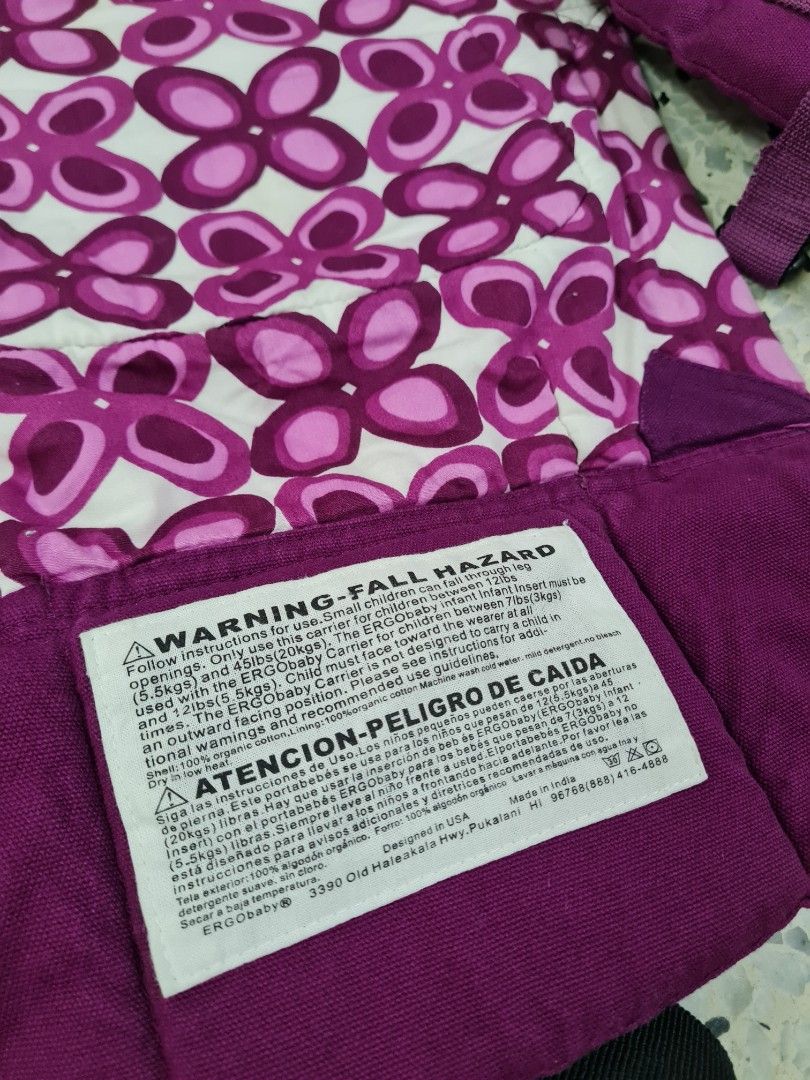 WARNING-FALL HAZARD
Follow instructions for use.Small children can fall through leg
openings. Only use this carrier for children between 12lbs
(5.5kgs) and 45lbs(20kgs). The ERGObaby infant Infant Insert must be
used with the ERGObaby Carrier for children between 7lbs(3kgs)
and 12lbs(5.5kgs). Child must face toward the wearer at all
times. The ERGObaby Carrier is not designed to carry a child in
an outward facing position. Please see instructions for addi-
tional warnings and recommended use guidelines.
Shell:100% organic cotton.Lining:100%organic cotton Machine wash cold water. mild detergent.no bleach
Dry in low heat.
ATENCION-PELIGRO DE CAIDA
Siga las instrucciones de Uso.Los niños pequeños pueden caerse por las aberturas
de pierna. Este portabebés se usa para los niños que pesan de 12(5.5kg)a 45
(20kgs) libras. Hay que usar la inserción de bebés ERGObaby(ERGObaby Infant
Insert) con el portabebés ERGObaby para los bebés que pesan de 7(3kgs) a 12
(5.5kgs) libras.Siempre lleve al niño frente a usted.Elportabebés ERGObaby no
está diseñado para llevar a los niños a frontando hacia adelante.Por favor lea las
instrucciones para avisos adicionales y diretrices recomendadas de uso.
Tela exterior:100% algodón orgánico. Forro: 100% algodón orgánico Lavar a máquina con agua fria y
detergente suave. sin cloro.
Secar a baja temperatura. Designed in USA Made in India
ERGObaby® 3390 Old Haleakala Hwy.Pukalani HI 96768(868) 416-4888